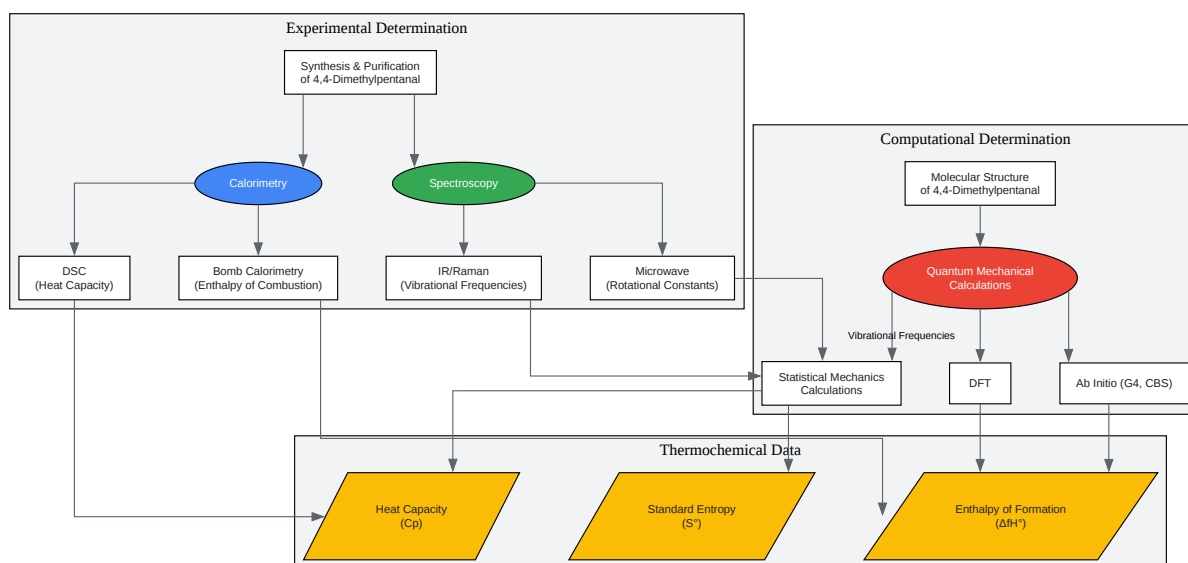 Experimental Determination
Synthesis & Purification
of 4,4-Dimethylpentanal
Calorimetry
Spectroscopy
DSC
(Heat Capacity)
Bomb Calorimetry
(Enthalpy of Combustion)
IR/Raman
(Vibrational Frequencies)
Microwave
(Rotational Constants)
Computational Determination
Molecular Structure
of 4,4-Dimethylpentanal
Quantum Mechanical
Calculations
Vibrational Frequencies
Statistical Mechanics
Calculations
DFT
Ab Initio (G4, CBS)
Thermochemical Data
Heat Capacity
(Cp)
Standard Entropy
(S°)
Enthalpy of Formation
(ΔfH°)